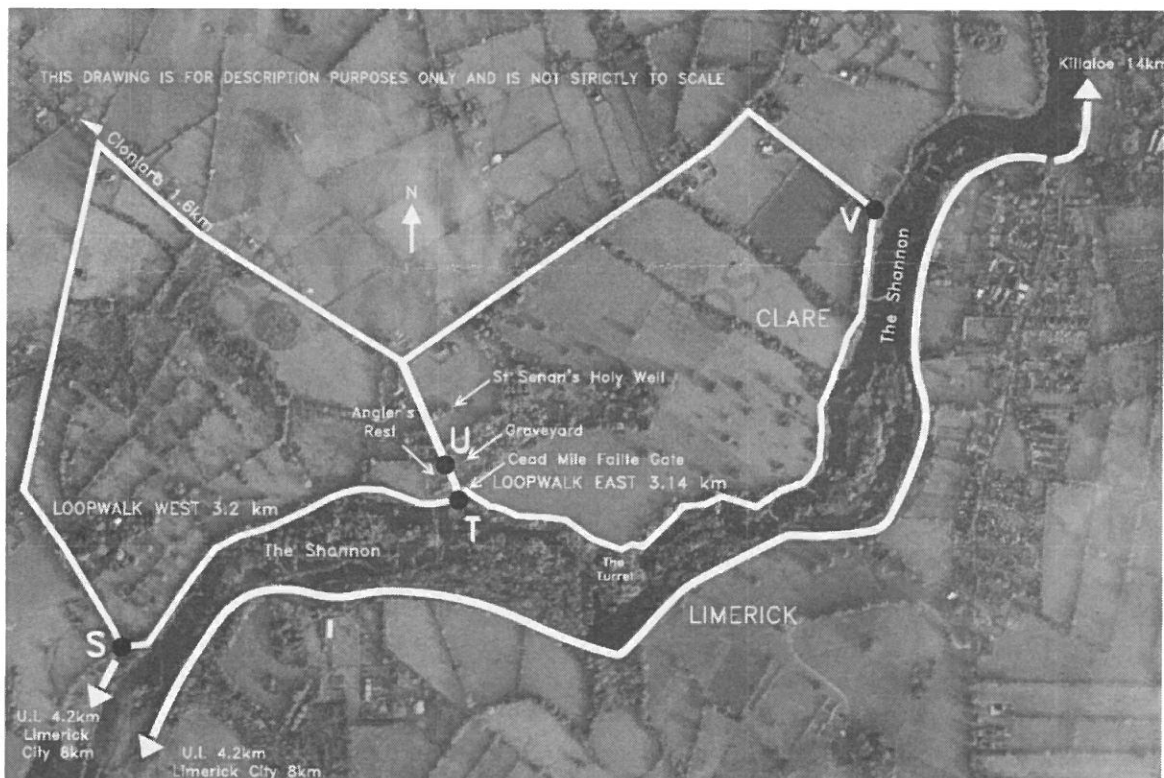 THIS DRAWING IS FOR DESCRIPTION PURPOSES ONLY AND IS NOT STRICTLY TO SCALE
Killaloe 14km
Clonlara 1.6km
N
V
The Shannon
CLARE
St Senan's Holy Well
Angler's
Rest
U
Graveyard
Cead Mile Failte Gate
LOOPWALK EAST 3.14 km
LOOPWALK WEST 3.2 km
T
The Shannon
The
Turret
LIMERICK
S
U.L 4.2km
Limerick
City 8km
U.L 4.2km
Limerick City 8km